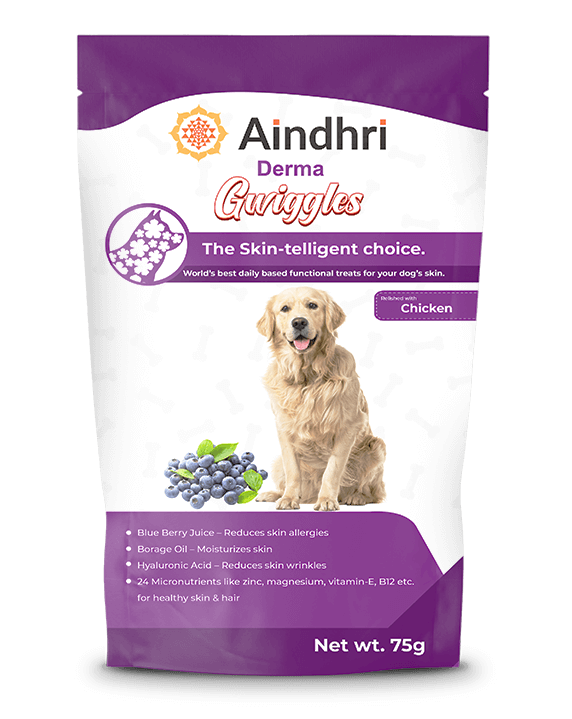 Aindhri
Derma
Gwiggles
The Skin-telligent choice.
World's best daily based functional treats for your dog's skin.
Relished with
Chicken
Blue Berry Juice – Reduces skin allergies
Borage Oil – Moisturizes skin
Hyaluronic Acid – Reduces skin wrinkles
24 Micronutrients like zinc, magnesium, vitamin-E, B12 etc.
for healthy skin & hair
Net wt. 75g